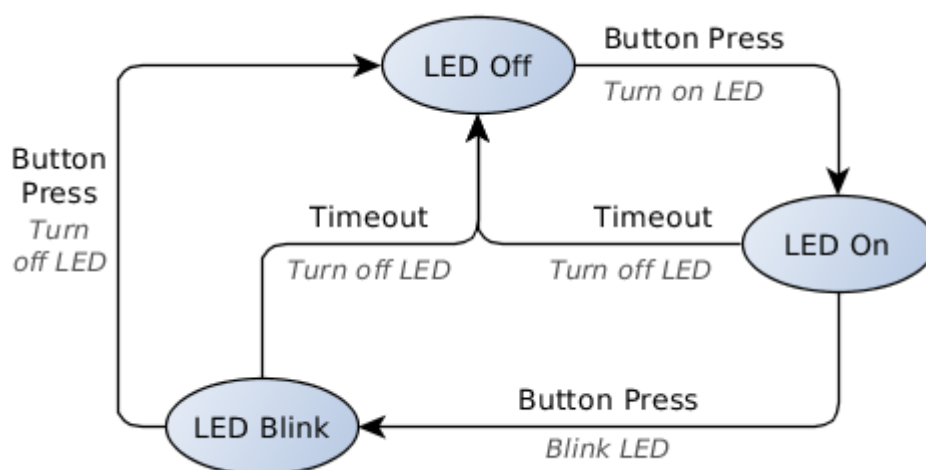 LED Off
Button Press
Turn on LED
Button
Press
Turn
off LED
Timeout
Turn off LED
Timeout
Turn off LED
LED On
LED Blink
Button Press
Blink LED